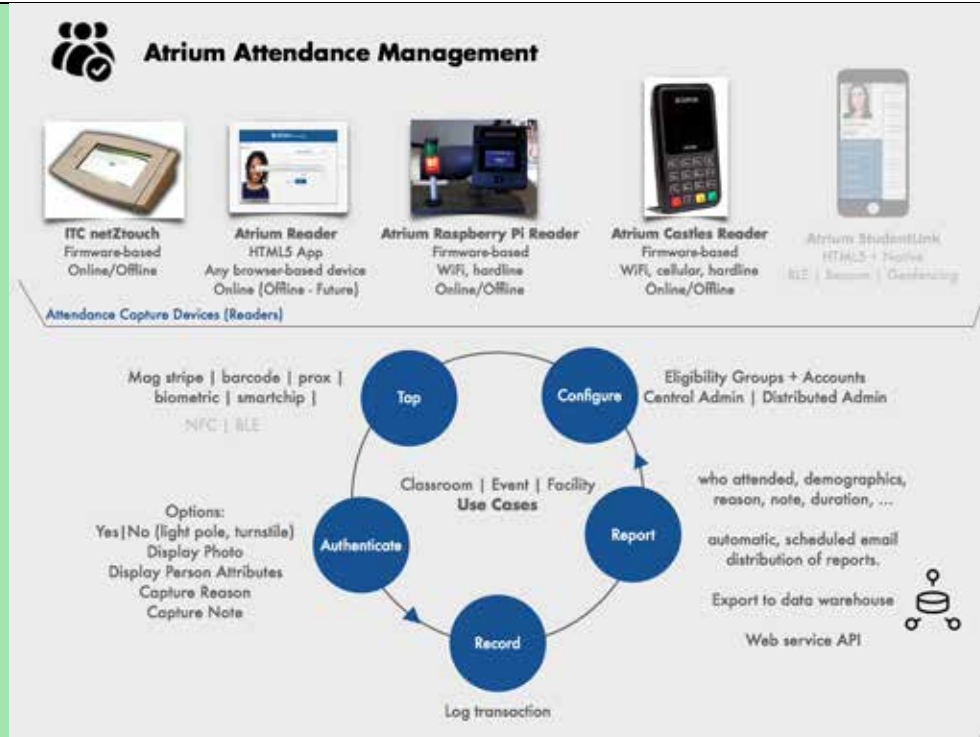 Atrium Attendance Management
ITC netZtouch
Firmware-based
Online/Offline
Atrium Reader
HTML5 App
Any browser-based device
Online (Offline - Future)
Atrium Raspberry Pi Reader
Firmware-based
WiFi, hardline
Online/Offline
Atrium Castles Reader
Firmware-based
WiFi, cellular, hardline
Online/Offline
Atrium StudentLink
HTML5 + Native
BLE | Beacon | Geofencing
Attendance Capture Devices (Readers)
Mag stripe | barcode | prox |
biometric | smartchip |
NFC | BLE
Tap
Configure
Eligibility Groups + Accounts
Central Admin | Distributed Admin
Classroom | Event | Facility
Use Cases
Options:
Yes|No (light pole, turnstile)
Display Photo
Display Person Attributes
Capture Reason
Capture Note
Authenticate
Report
who attended, demographics,
reason, note, duration, ...
automatic, scheduled email
distribution of reports.
Export to data warehouse
Web service API
Record
Log transaction